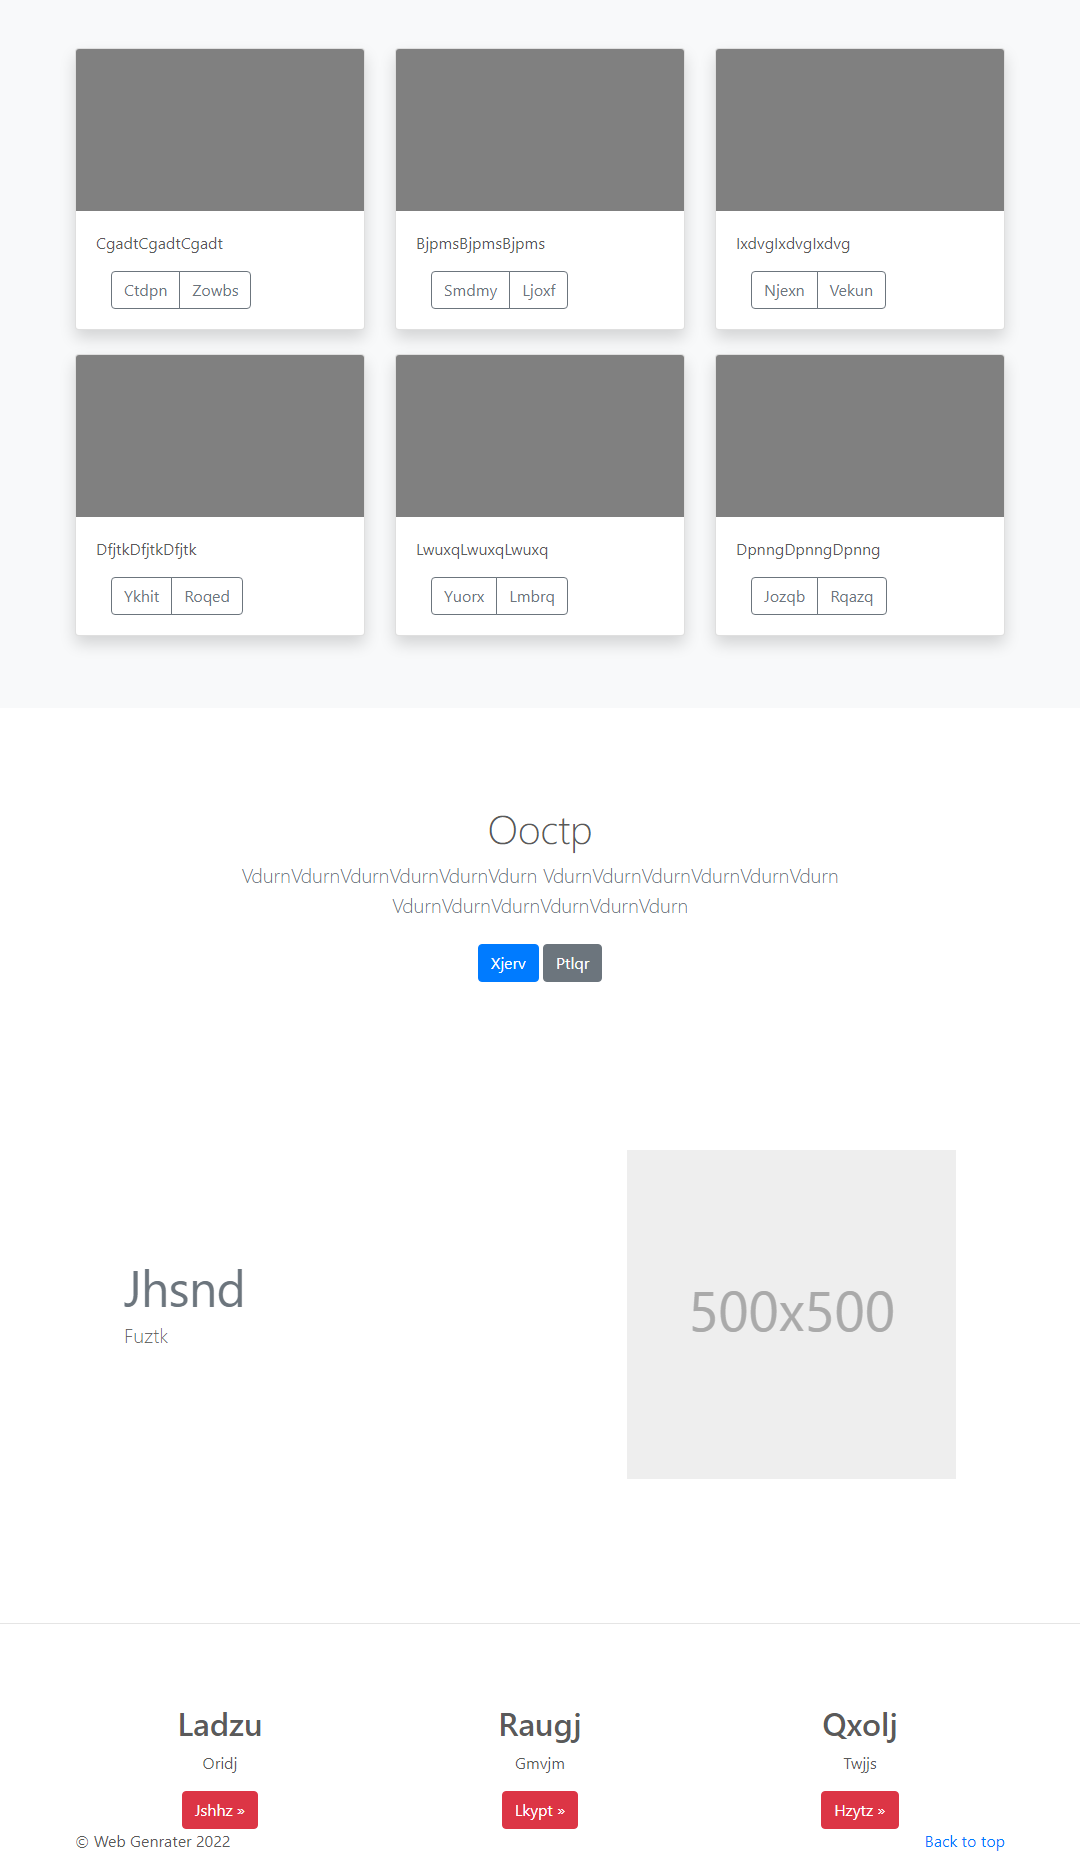 CgadtCgadtCgadt
Ctdpn Zowbs
BjpmsBjpmsBjpms
Smdmy Ljoxf
IxdvgIxdvgIxdvg
Njexn Vekun
DfjtkDfjtkDfjtk
Ykhit Roqed
LwuxqLwuxqLwuxq
Yuorx Lmbrq
DpnngDpnngDpnng
Jozqb Rqazq
Ooctp
VdurnVdurnVdurnVdurnVdurnVdurn VdurnVdurnVdurnVdurnVdurnVdurn
VdurnVdurnVdurnVdurnVdurnVdurn
Xjerv Ptlqr
Jhsnd
Fuztk
500x500
Ladzu
Oridj
Jshhz »
Raugj
Gmvjm
Lkypt »
Qxolj
Twjjs
Hzytz »
© Web Genrater 2022
Back to top